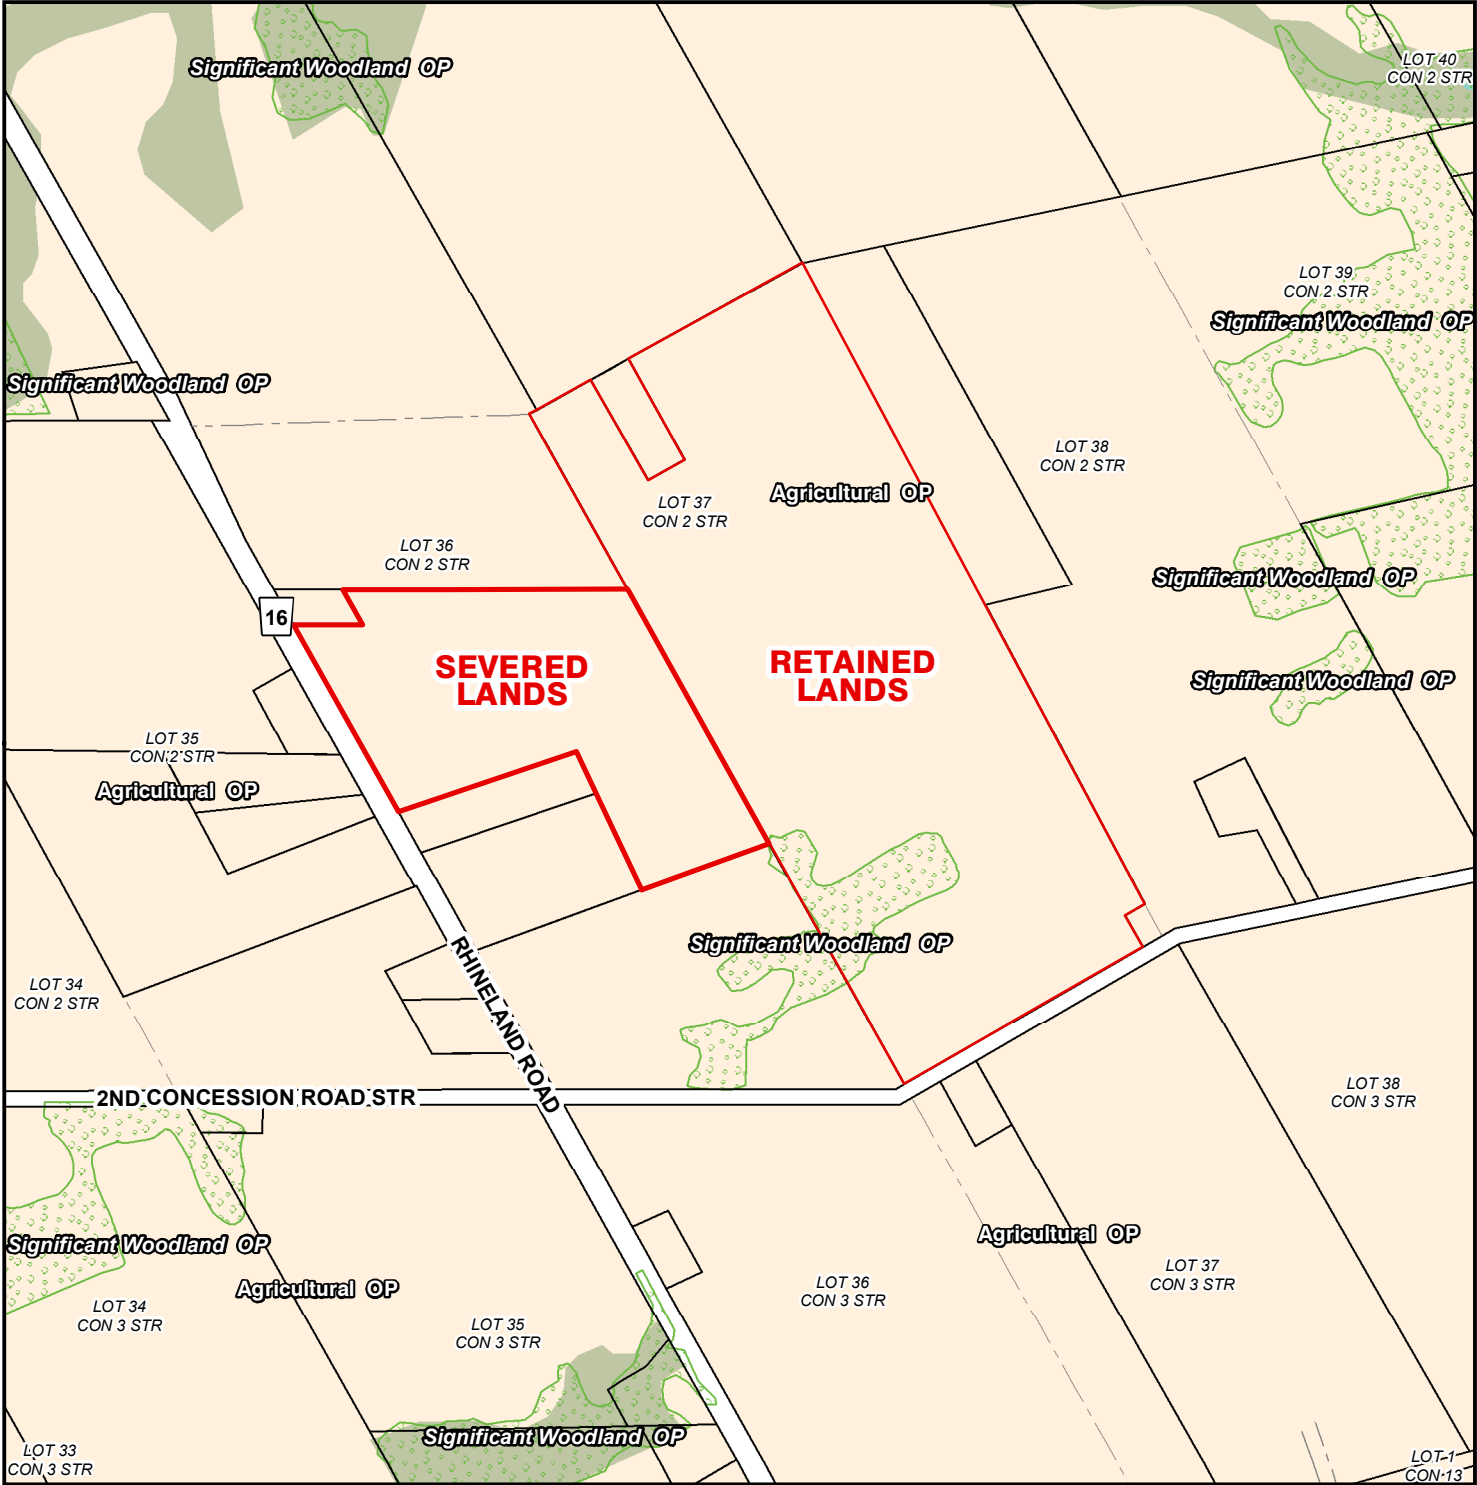 Significant Woodland OP
LOT 40
CON 2 STR
LOT 39
CON 2 STR
Significant Woodland OP
Significant Woodland OP
LOT 38
CON 2 STR
Agricultural OP
LOT 37
CON 2 STR
LOT 36
CON 2 STR
Significant Woodland OP
16
SEVERED
LANDS
RETAINED
LANDS
Significant Woodland OP
LOT 35
CON 2 STR
Agricultural OP
Significant Woodland OP
LOT 34
CON 2 STR
RHINELAND ROAD
2ND CONCESSION ROAD STR
LOT 38
CON 3 STR
Significant Woodland OP
Agricultural OP
LOT 37
CON 3 STR
Agricultural OP
LOT 36
CON 3 STR
LOT 34
CON 3 STR
LOT 35
CON 3 STR
Significant Woodland OP
LOT 33
CON 3 STR
LOT 1
CON 13